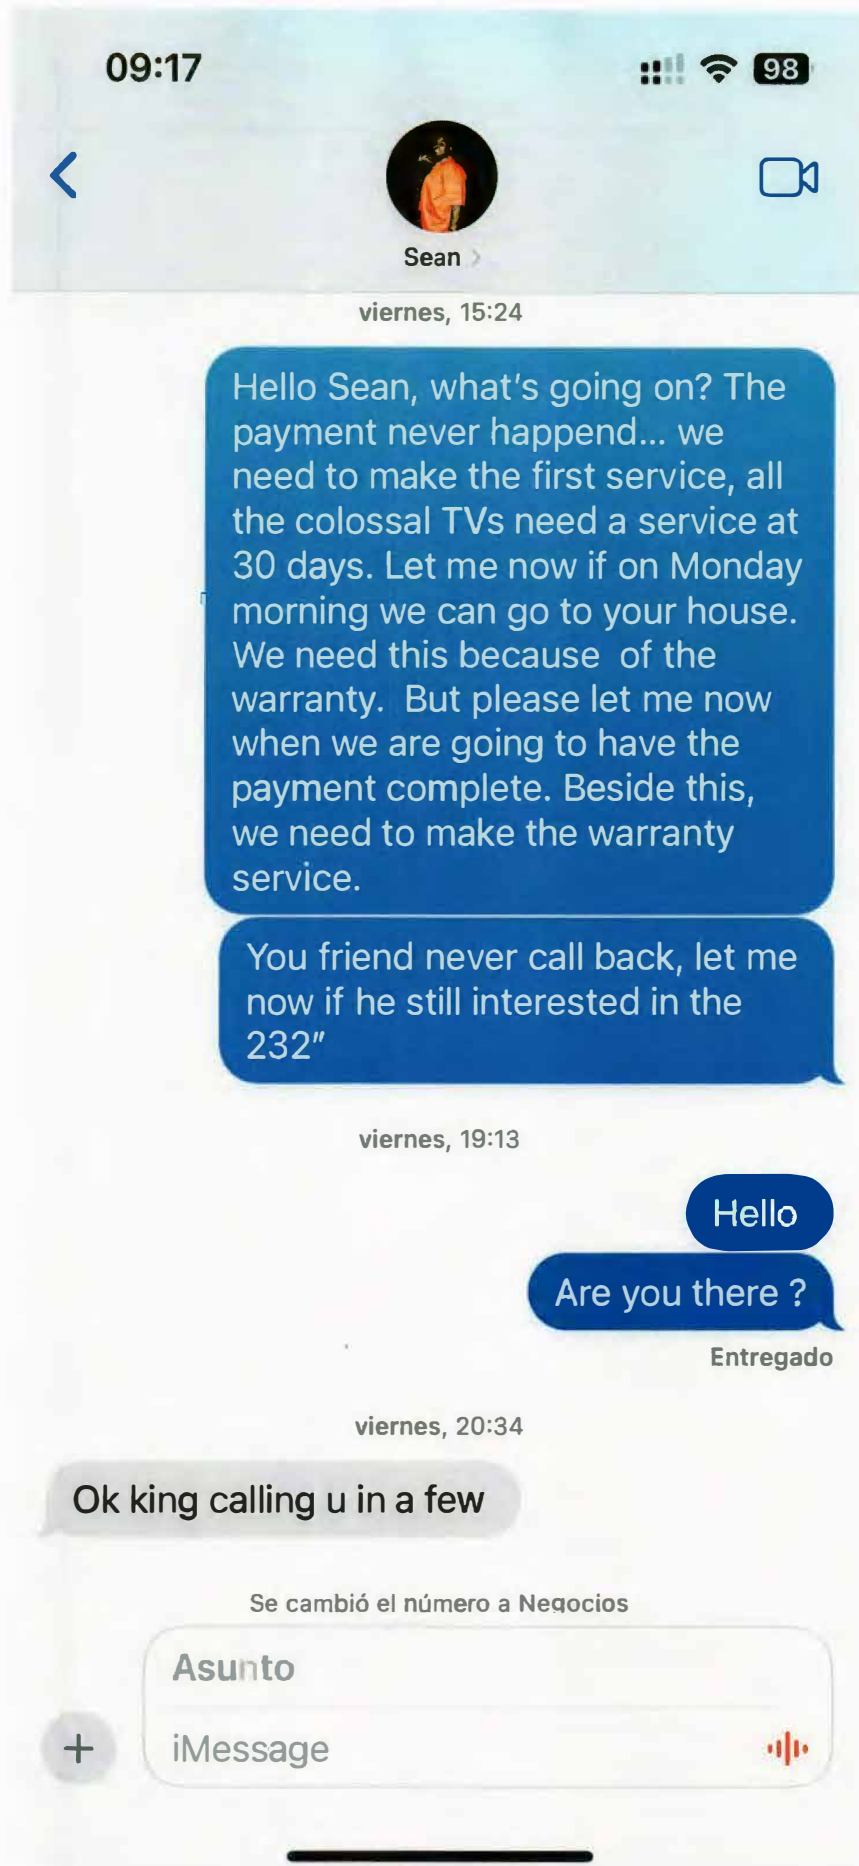 09:17
98
Sean
viernes, 15:24
Hello Sean, what's going on? The
payment never happend... we
need to make the first service, all
the colossal TVs need a service at
30 days. Let me now if on Monday
morning we can go to your house.
We need this because  of the
warranty.  But please let me now
when we are going to have the
payment complete. Beside this,
we need to make the warranty
service.
You friend never call back, let me
now if he still interested in the
232"
viernes, 19:13
Hello
Are you there ?
Entregado
viernes, 20:34
Ok king calling u in a few
Se cambió el número a Negocios
Asunto
iMessage